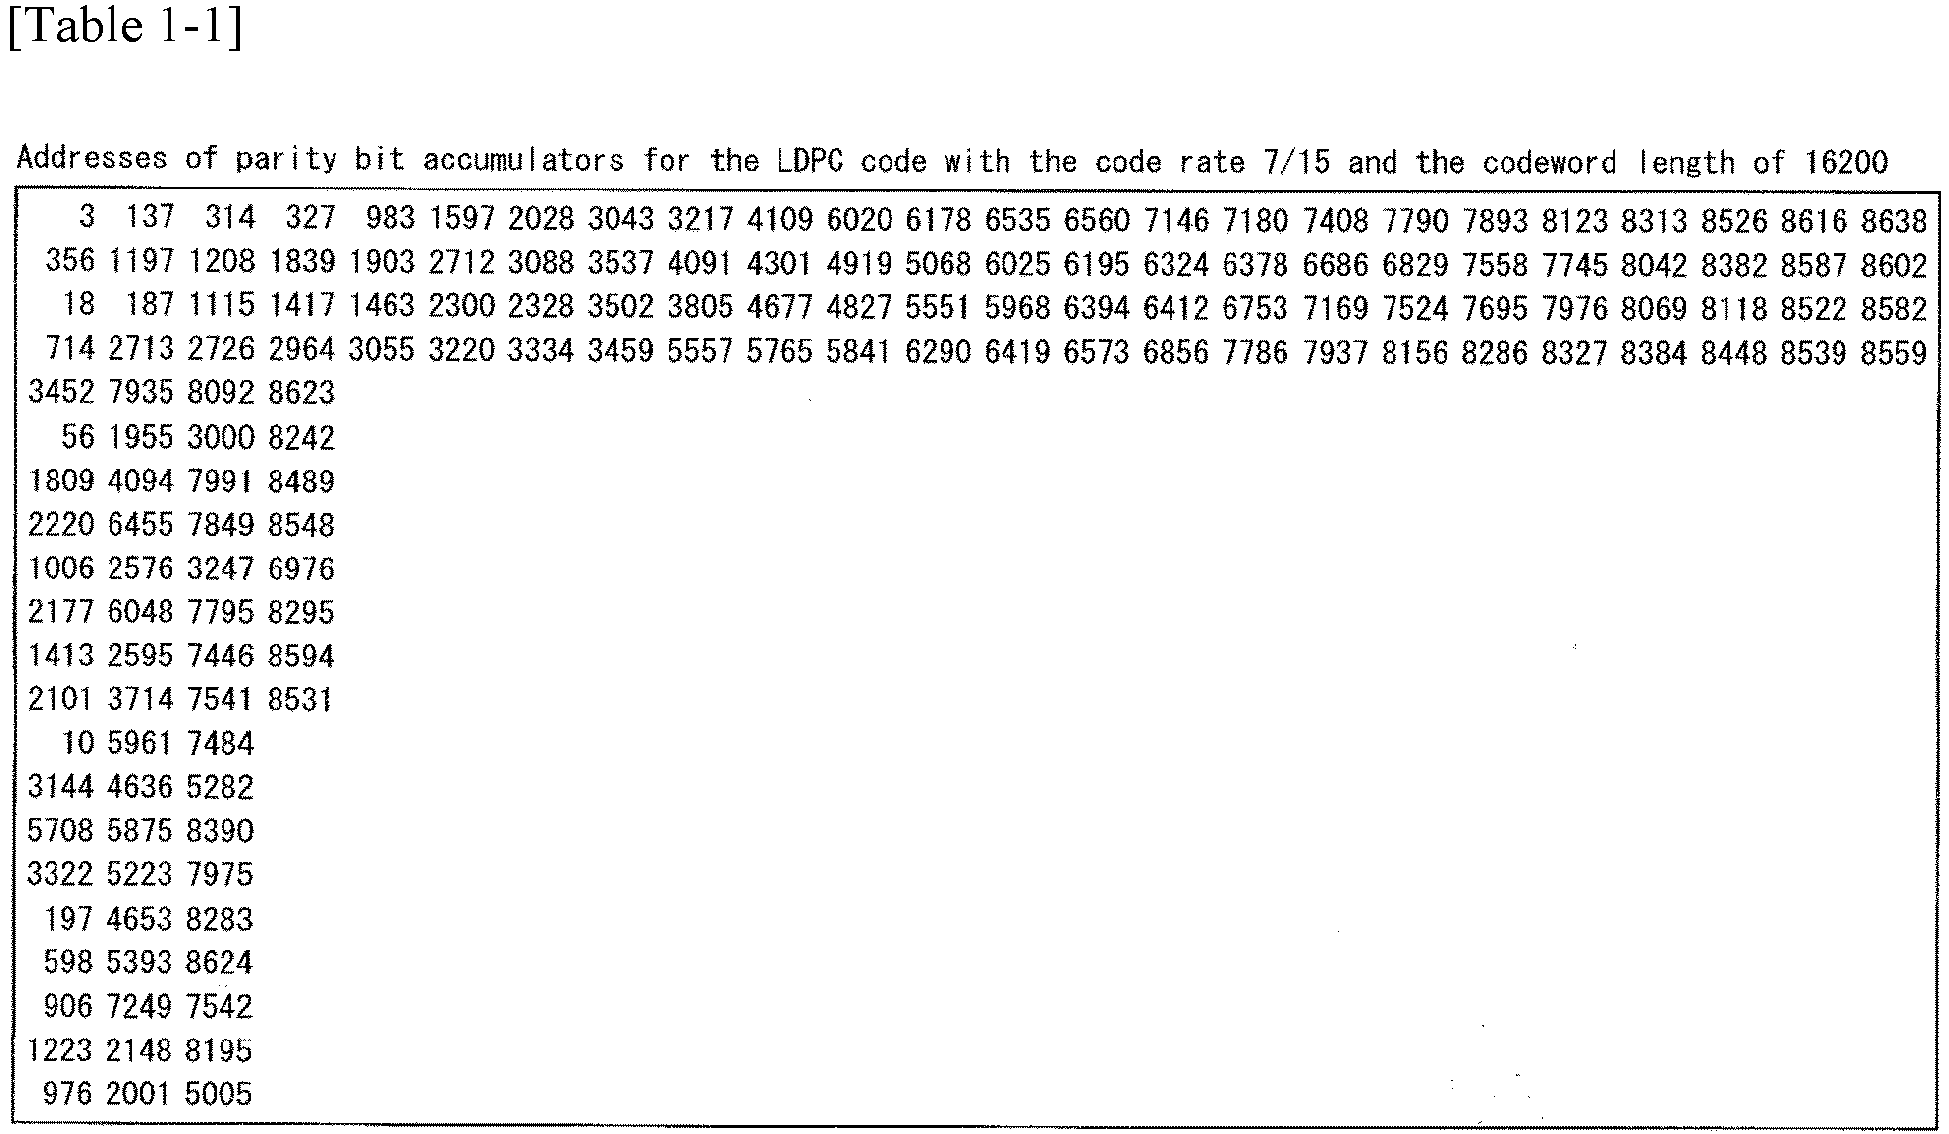 [Table 1-1]
Addresses of parity bit accumulators for the LDPC code with the code rate 7/15 and the codeword length of 16200
3 137 314 327 983 1597 2028 3043 3217 4109 6020 6178 6535 6560 7146 7180 7408 7790 7893 8123 8313 8526 8616 8638
356 1197 1208 1839 1903 2712 3088 3537 4091 4301 4919 5068 6025 6195 6324 6378 6686 6829 7558 7745 8042 8382 8587 8602
18 187 1115 1417 1463 2300 2328 3502 3805 4677 4827 5551 5968 6394 6412 6753 7169 7524 7695 7976 8069 8118 8522 8582
714 2713 2726 2964 3055 3220 3334 3459 5557 5765 5841 6290 6419 6573 6856 7786 7937 8156 8286 8327 8384 8448 8539 8559
3452 7935 8092 8623
56 1955 3000 8242
1809 4094 7991 8489
2220 6455 7849 8548
1006 2576 3247 6976
2177 6048 7795 8295
1413 2595 7446 8594
2101 3714 7541 8531
10 5961 7484
3144 4636 5282
5708 5875 8390
3322 5223 7975
197 4653 8283
598 5393 8624
906 7249 7542
1223 2148 8195
976 2001 5005